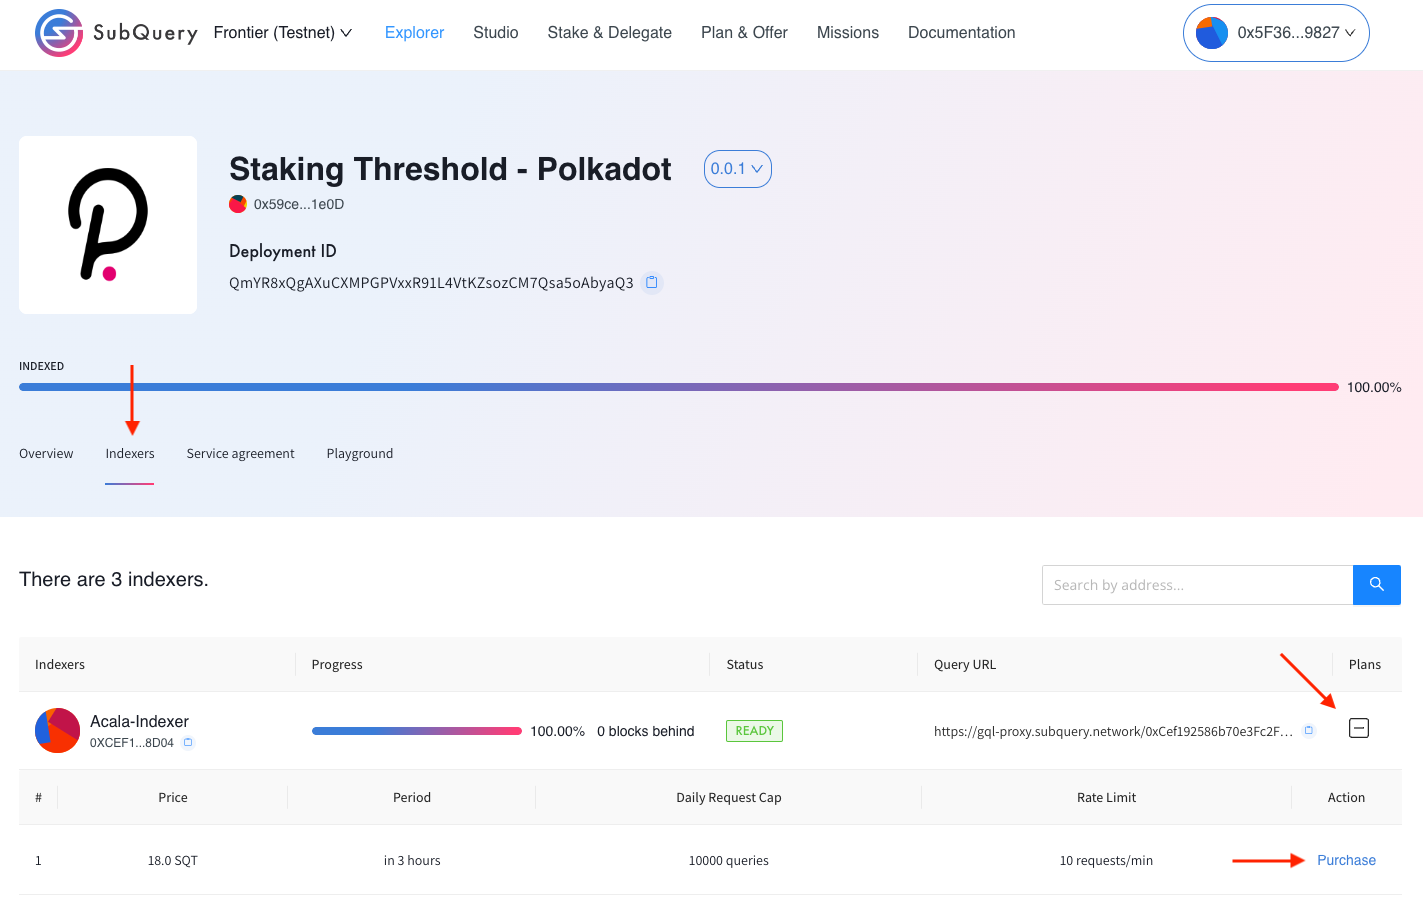 SubQuery Frontier (Testnet) Explorer Studio Stake & Delegate Plan & Offer Missions Documentation 0x5F36...9827
Staking Threshold - Polkadot 0.0.1
0x59ce...1e0D
Deployment ID
QmYR8xQgAXuCXMPGPVxxR91L4VtKZsozCM7Qsa5oAbyaQ3
INDEXED
100.00%
Overview Indexers Service agreement Playground
There are 3 indexers.
Search by address...
Indexers Progress Status Query URL Plans
Acala-Indexer
0XCEF1...8D04
100.00% 0 blocks behind READY https://gql-proxy.subquery.network/0xCef192586b70e3Fc2F...
# Price Period Daily Request Cap Rate Limit Action
1 18.0 SQT in 3 hours 10000 queries 10 requests/min Purchase